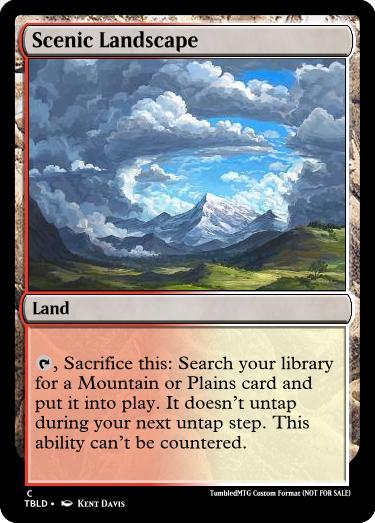 Scenic Landscape
Land
, Sacrifice this: Search your library
for a Mountain or Plains card and
put it into play. It doesn't untap
during your next untap step. This
ability can't be countered.
C
TBLD • Kent Davis
TumbledMTG Custom Format (NOT FOR SALE)